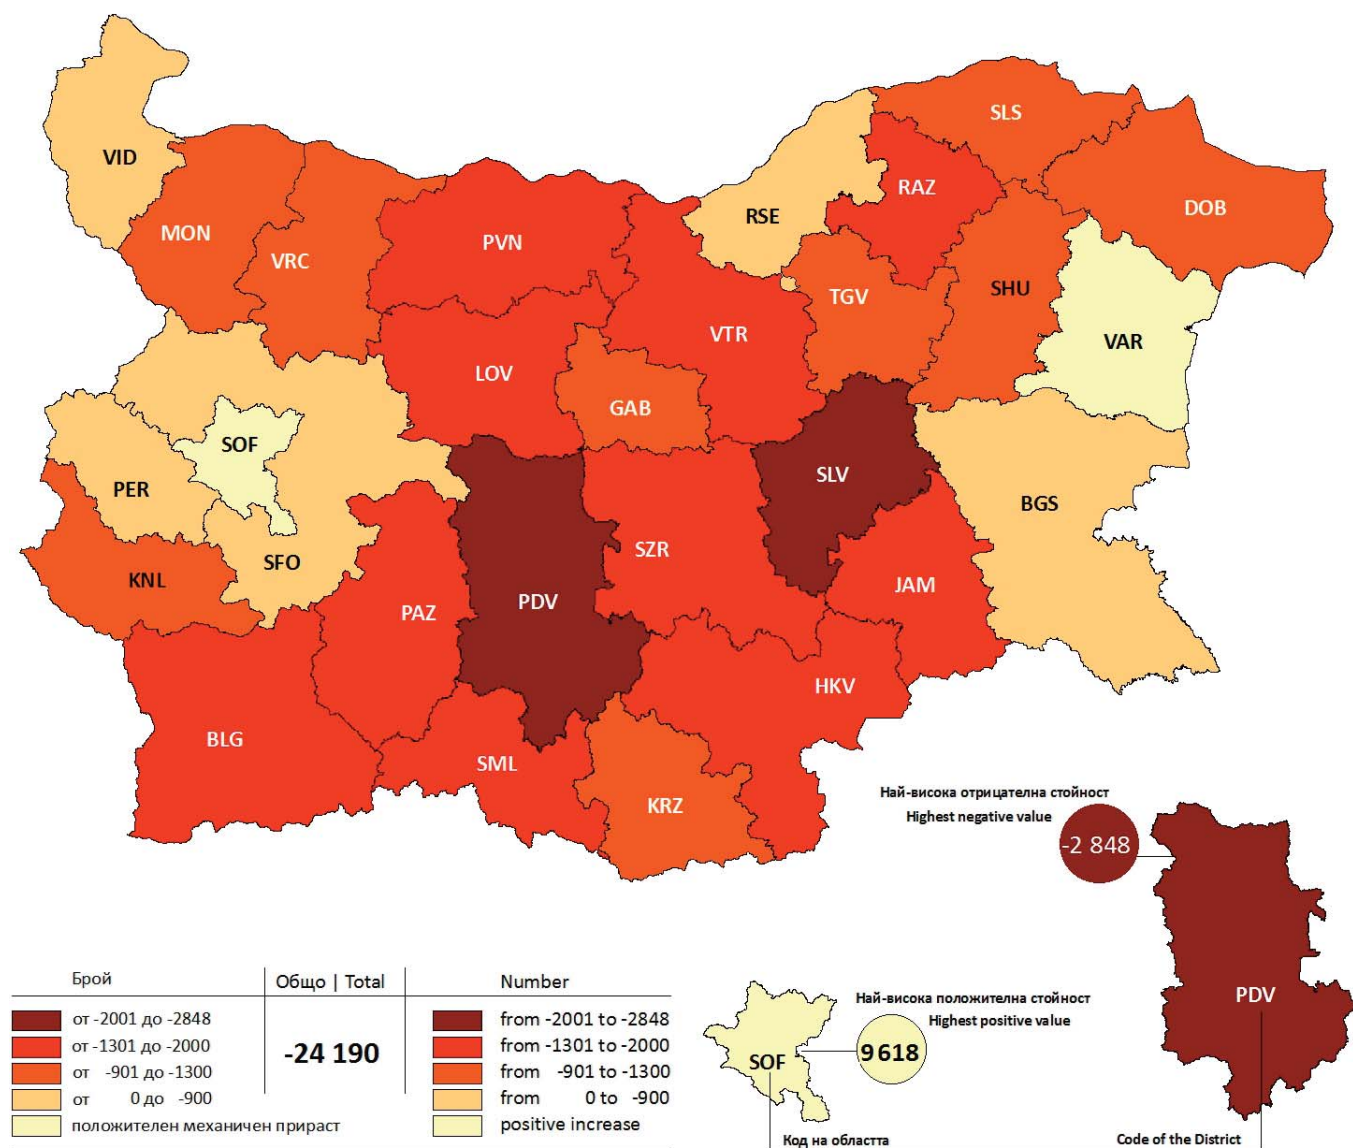 SLS
VID
RAZ
DOB
RSE
MON
PVN
VRC
SHU
TGV
VTR
VAR
LOV
GAB
SOF
SLV
PER
BGS
SZR
SFO
KNL
JAM
PDV
PAZ
HKV
BLG
SML
KRZ
Най-висока отрицателна стойност
Highest negative value
-2 848
PDV
Брой
Общо | Total
Number
от -2001 до -2848
от -1301 до -2000
от -901 до -1300
от 0 до -900
положителен механичен прираст
-24 190
from -2001 to -2848
from -1301 to -2000
from -901 to -1300
from 0 to -900
positive increase
Най-висока положителна стойност
Highest positive value
9 618
SOF
Код на областта
Code of the District